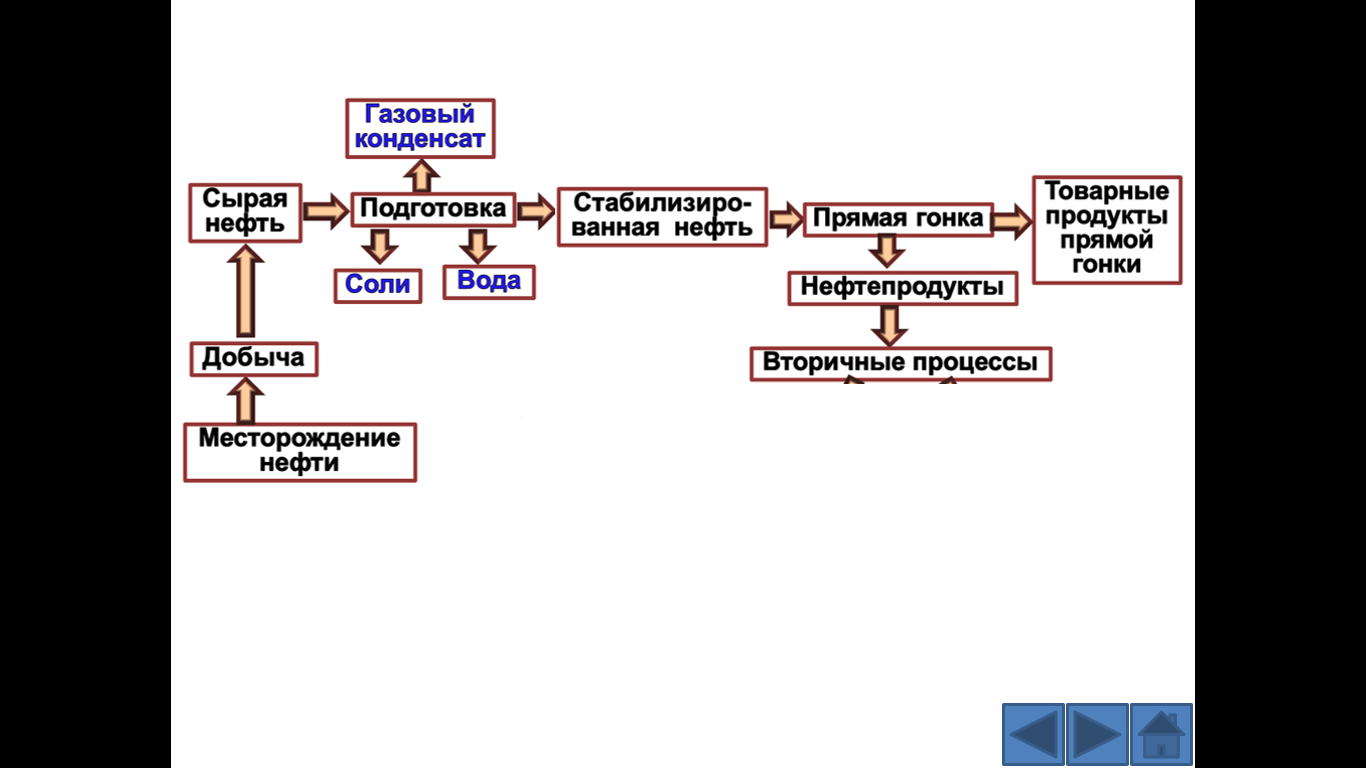 Газовый
конденсат
Сырая
нефть
Подготовка
Стабилизиро-
ванная нефть
Прямая гонка
Товарные
продукты
прямой
гонки
Соли
Вода
Нефтепродукты
Добыча
Вторичные процессы
Месторождение
нефти